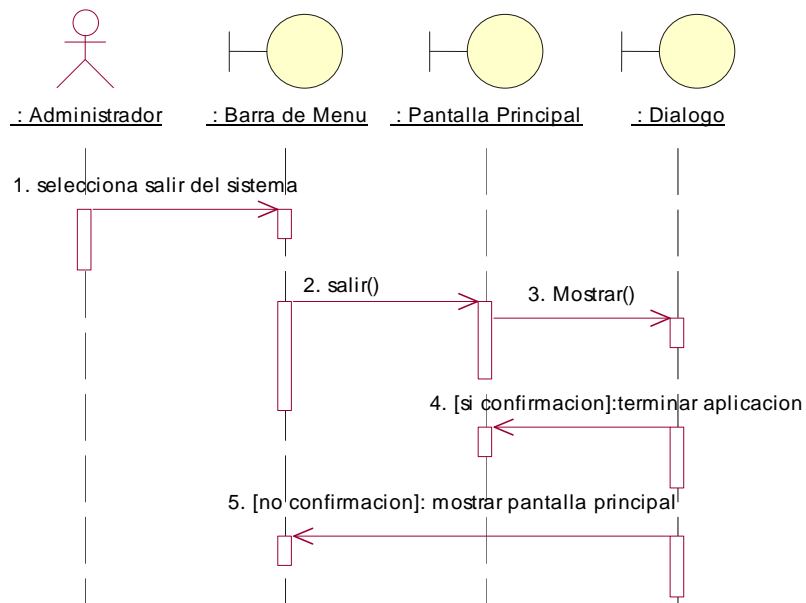 : Administrador
: Barra de Menu
: Pantalla Principal
: Dialogo
1. selecciona salir del sistema
2. salir()
3. Mostrar()
4. [si confirmacion]:terminar aplicacion
5. [no confirmacion]: mostrar pantalla principal